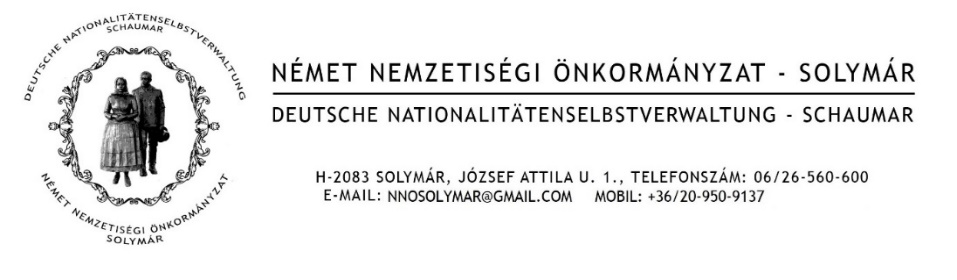 DEUTSCHE NATIONALITÄTENSELBSTVERWALTUNG
SCHAUMAR
NÉMET NEMZETISÉGI ÖNKORMÁNYZAT
SOLYMÁR
NÉMET NEMZETISÉGI ÖNKORMÁNYZAT - SOLYMÁR
DEUTSCHE NATIONALITÄTENSELBSTVERWALTUNG - SCHAUMAR
H-2083 SOLYMÁR, JÓZSEF ATTILA U. 1., TELEFONSZÁM: 06/26-560-600
E-MAIL: NNOSOLYMAR@GMAIL.COM MOBIL: +36/20-950-9137